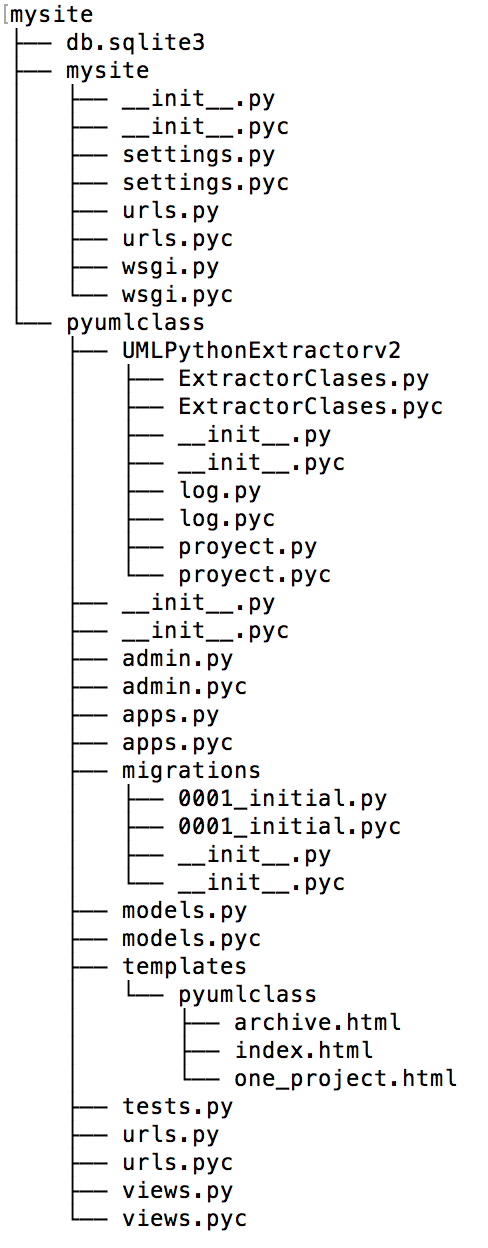 mysite
├── db.sqlite3
├── mysite
│   ├── __init__.py
│   ├── __init__.pyc
│   ├── settings.py
│   ├── settings.pyc
│   ├── urls.py
│   ├── urls.pyc
│   ├── wsgi.py
│   └── wsgi.pyc
└── pyumlclass
    ├── UMLPythonExtractorv2
    │   ├── ExtractorClases.py
    │   ├── ExtractorClases.pyc
    │   ├── __init__.py
    │   ├── __init__.pyc
    │   ├── log.py
    │   ├── log.pyc
    │   ├── proyect.py
    │   └── proyect.pyc
    ├── __init__.py
    ├── __init__.pyc
    ├── admin.py
    ├── admin.pyc
    ├── apps.py
    ├── apps.pyc
    ├── migrations
    │   ├── 0001_initial.py
    │   ├── 0001_initial.pyc
    │   ├── __init__.py
    │   └── __init__.pyc
    ├── models.py
    ├── models.pyc
    ├── templates
    │   └── pyumlclass
    │       ├── archive.html
    │       ├── index.html
    │       └── one_project.html
    ├── tests.py
    ├── urls.py
    ├── urls.pyc
    ├── views.py
    └── views.pyc